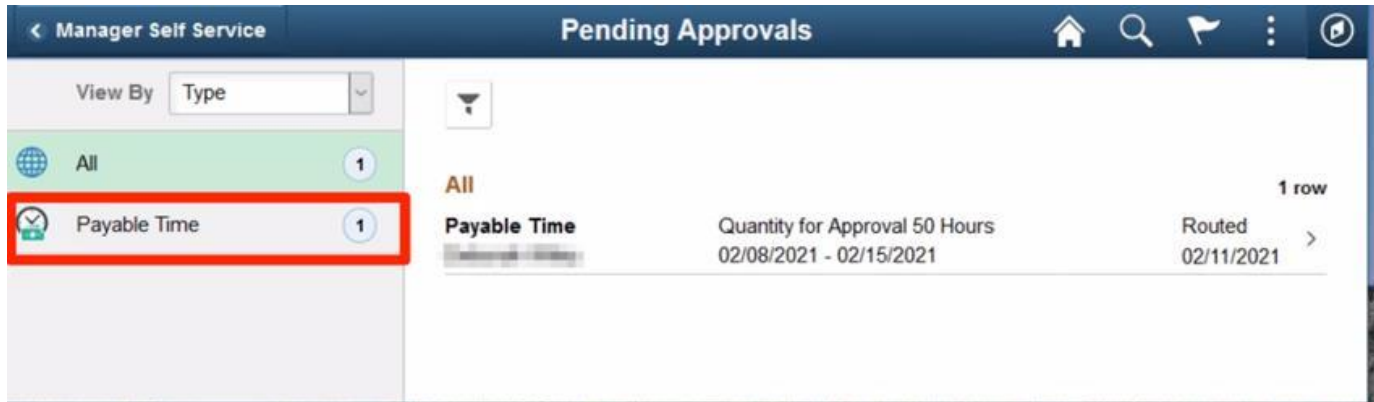 Manager Self Service
Pending Approvals
View By Type
All 1
Payable Time 1
All
1 row
Payable Time Quantity for Approval 50 Hours Routed
02/08/2021 - 02/15/2021 02/11/2021